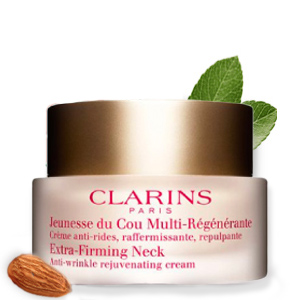 CLARINS
PARIS
Jeunesse du Cou Multi-Régénérante
Crème anti-rides, raffermissante, repulpante
Extra-Firming Neck
Anti-wrinkle rejuvenating cream